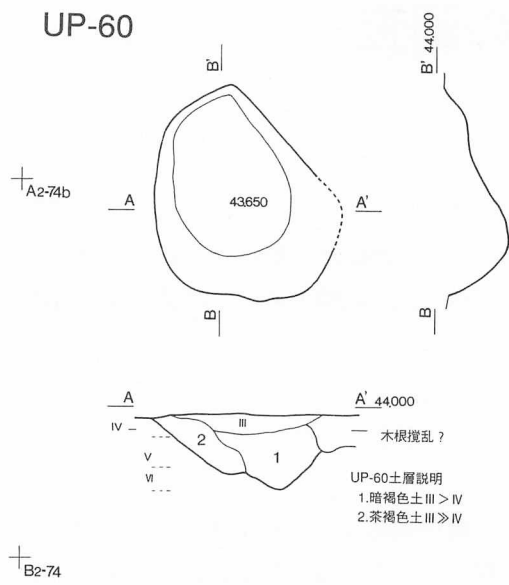 UP-60
B'
B' 44,000
A2-74b
A
43,650
A'
B
B
A
A' 44,000
IV
III
木根撹乱?
2
1
V
VI
UP-60土層説明
1.暗褐色土III>IV
2.茶褐色土III≫IV
B2-74